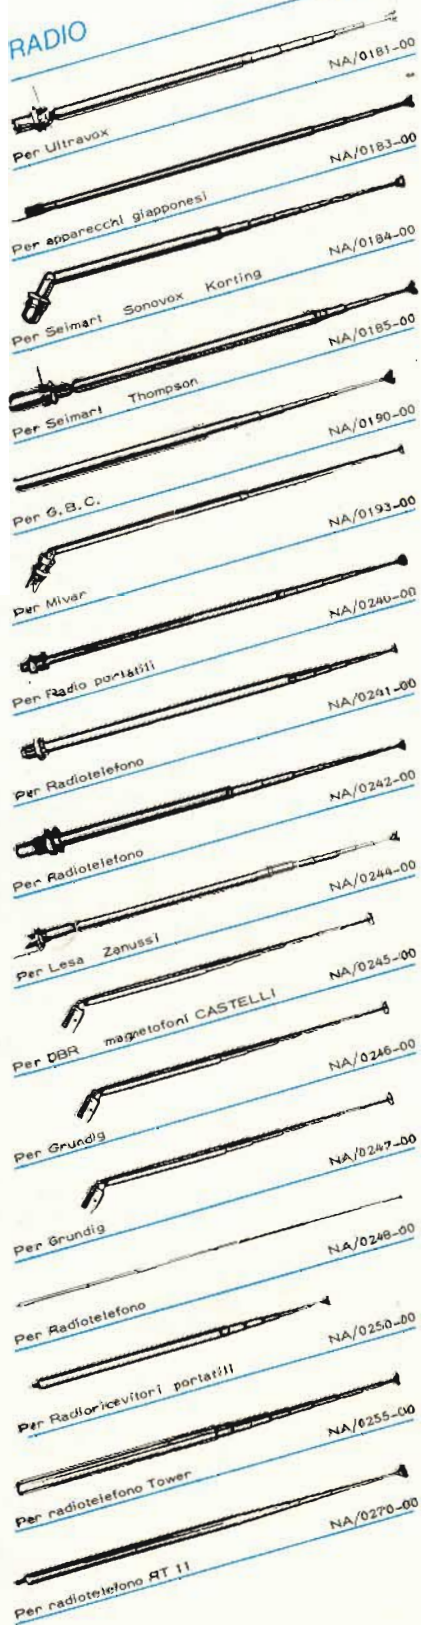 RADIO
NA/0181-00
Per Ultravox
NA/0183-00
Per apparecchi giapponesi
NA/0184-00
Per Seimart Sonovox Korting
NA/0185-00
Per Seimart Thompson
NA/0190-00
Per G.B.C.
NA/0193-00
Per Mivar
NA/0240-00
Per Radio portatili
NA/0241-00
Per Radiotelefono
NA/0242-00
Per Radiotelefono
NA/0244-00
Per Lesa Zanussi
NA/0245-00
Per DBR magnetofoni CASTELLI
NA/0246-00
Per Grundig
NA/0247-00
Per Grundig
NA/0248-00
Per Radiotelefono
NA/0250-00
Per Radioricevitori portatili
NA/0255-00
Per radiotelefono Tower
NA/0270-00
Per radiotelefono RT 11